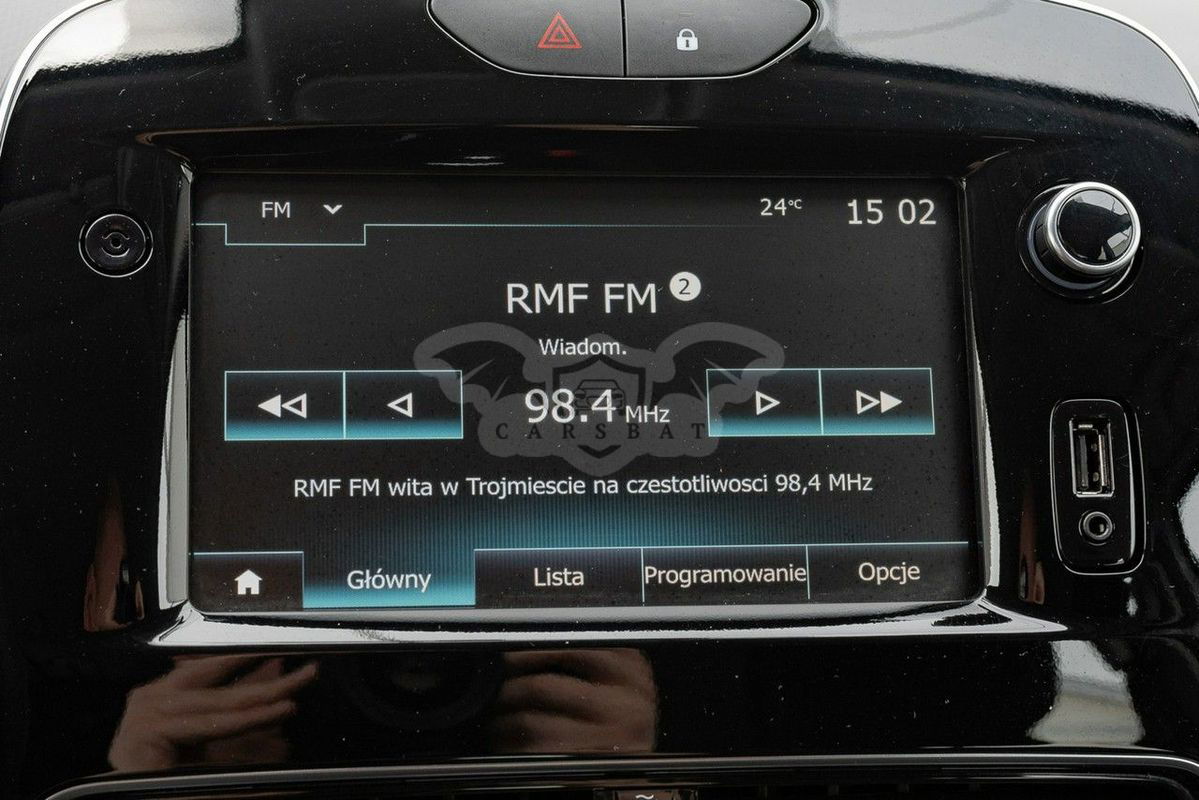 FM
24°C
15 02
RMF FM 2
Wiadom.
98.4 MHz
CARSBAT
RMF FM wita w Trojmiescie na czestotliwosci 98,4 MHz
Główny
Lista
Programowanie
Opcje